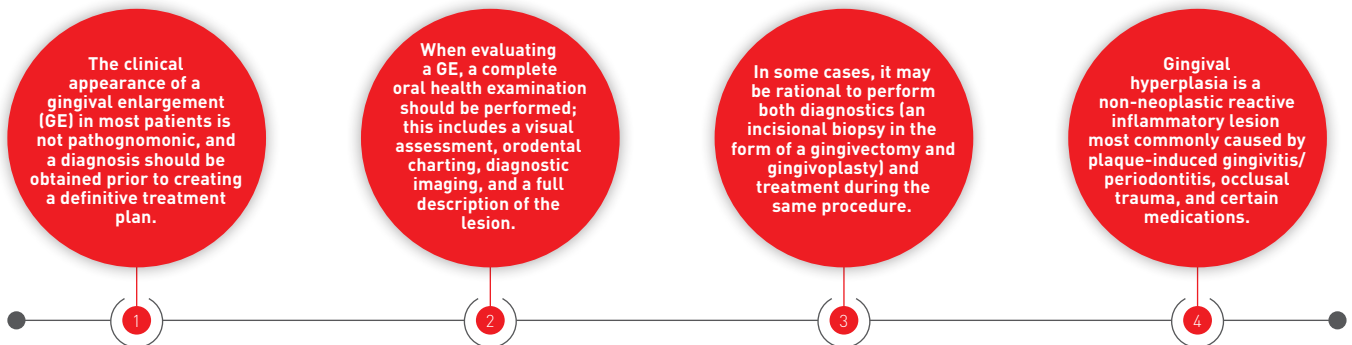 The clinical
appearance of a
gingival enlargement
(GE) in most patients is
not pathognomonic, and
a diagnosis should be
obtained prior to creating
a definitive treatment
plan.
When evaluating
a GE, a complete
oral health examination
should be performed;
this includes a visual
assessment, orodental
charting, diagnostic
imaging, and a full
description of the
lesion.
In some cases, it may
be rational to perform
both diagnostics (an
incisional biopsy in the
form of a gingivectomy and
gingivoplasty) and
treatment during the
same procedure.
Gingival
hyperplasia is a
non-neoplastic reactive
inflammatory lesion
most commonly caused by
plaque-induced gingivitis/
periodontitis, occlusal
trauma, and certain
medications.
1
2
3
4